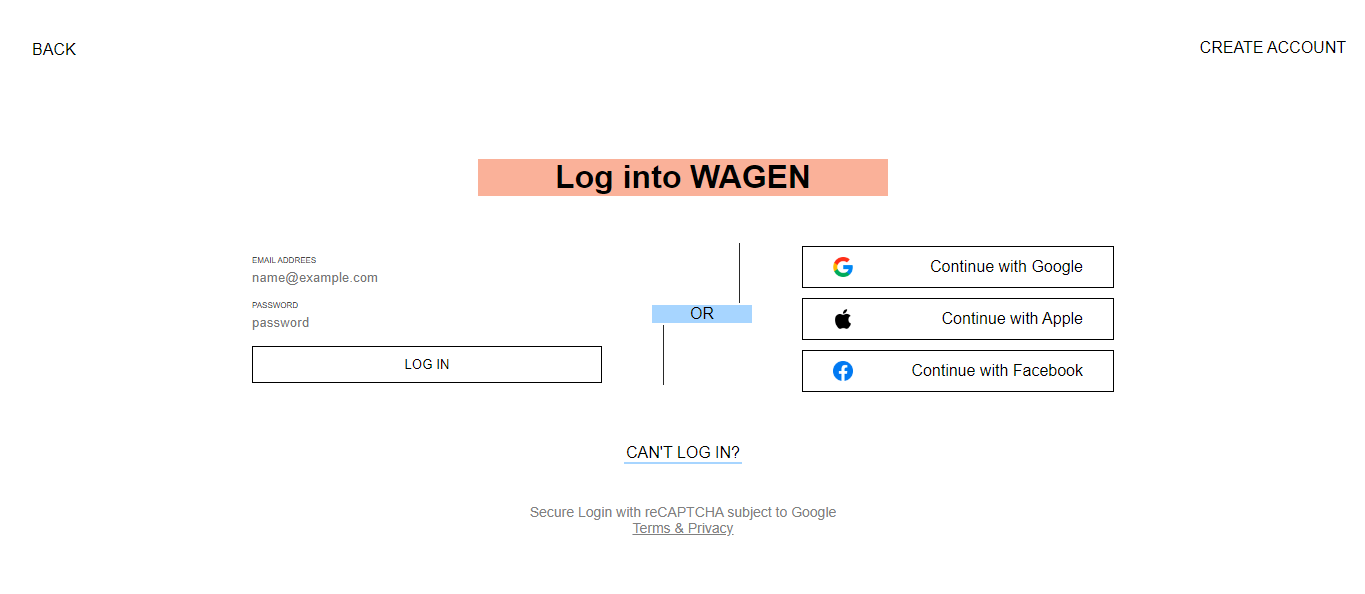 BACK
CREATE ACCOUNT
Log into WAGEN
EMAIL ADDREES
name@example.com
PASSWORD
password
LOG IN
OR
Continue with Google
Continue with Apple
Continue with Facebook
CAN'T LOG IN?
Secure Login with reCAPTCHA subject to Google
Terms & Privacy